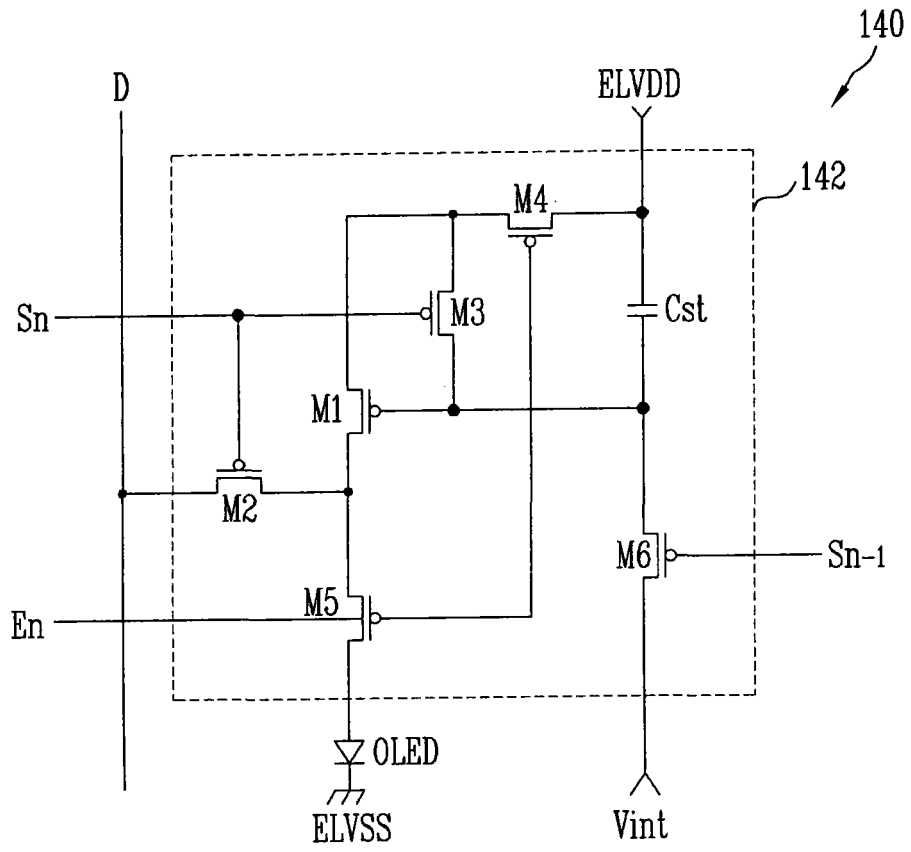 140
D
ELVDD
142
M4
Sn
M3
Cst
M1
M2
M6
Sn-1
M5
En
OLED
ELVSS
Vint